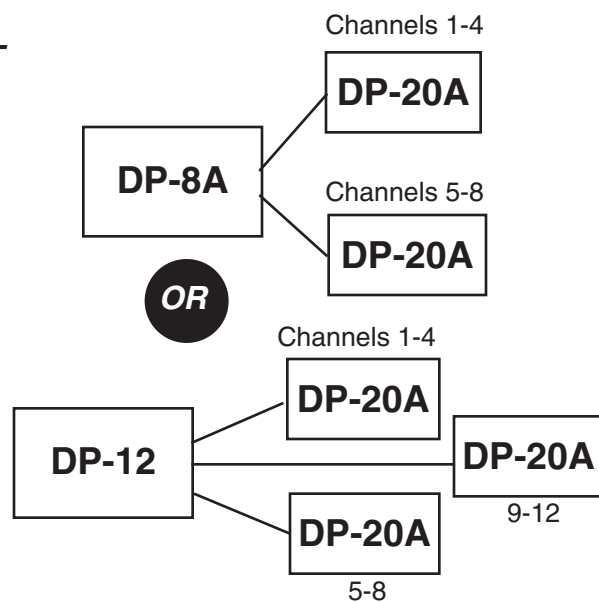 Channels 1-4
DP-20A
DP-8A
Channels 5-8
DP-20A
OR
Channels 1-4
DP-20A
DP-12
DP-20A
9-12
DP-20A
5-8